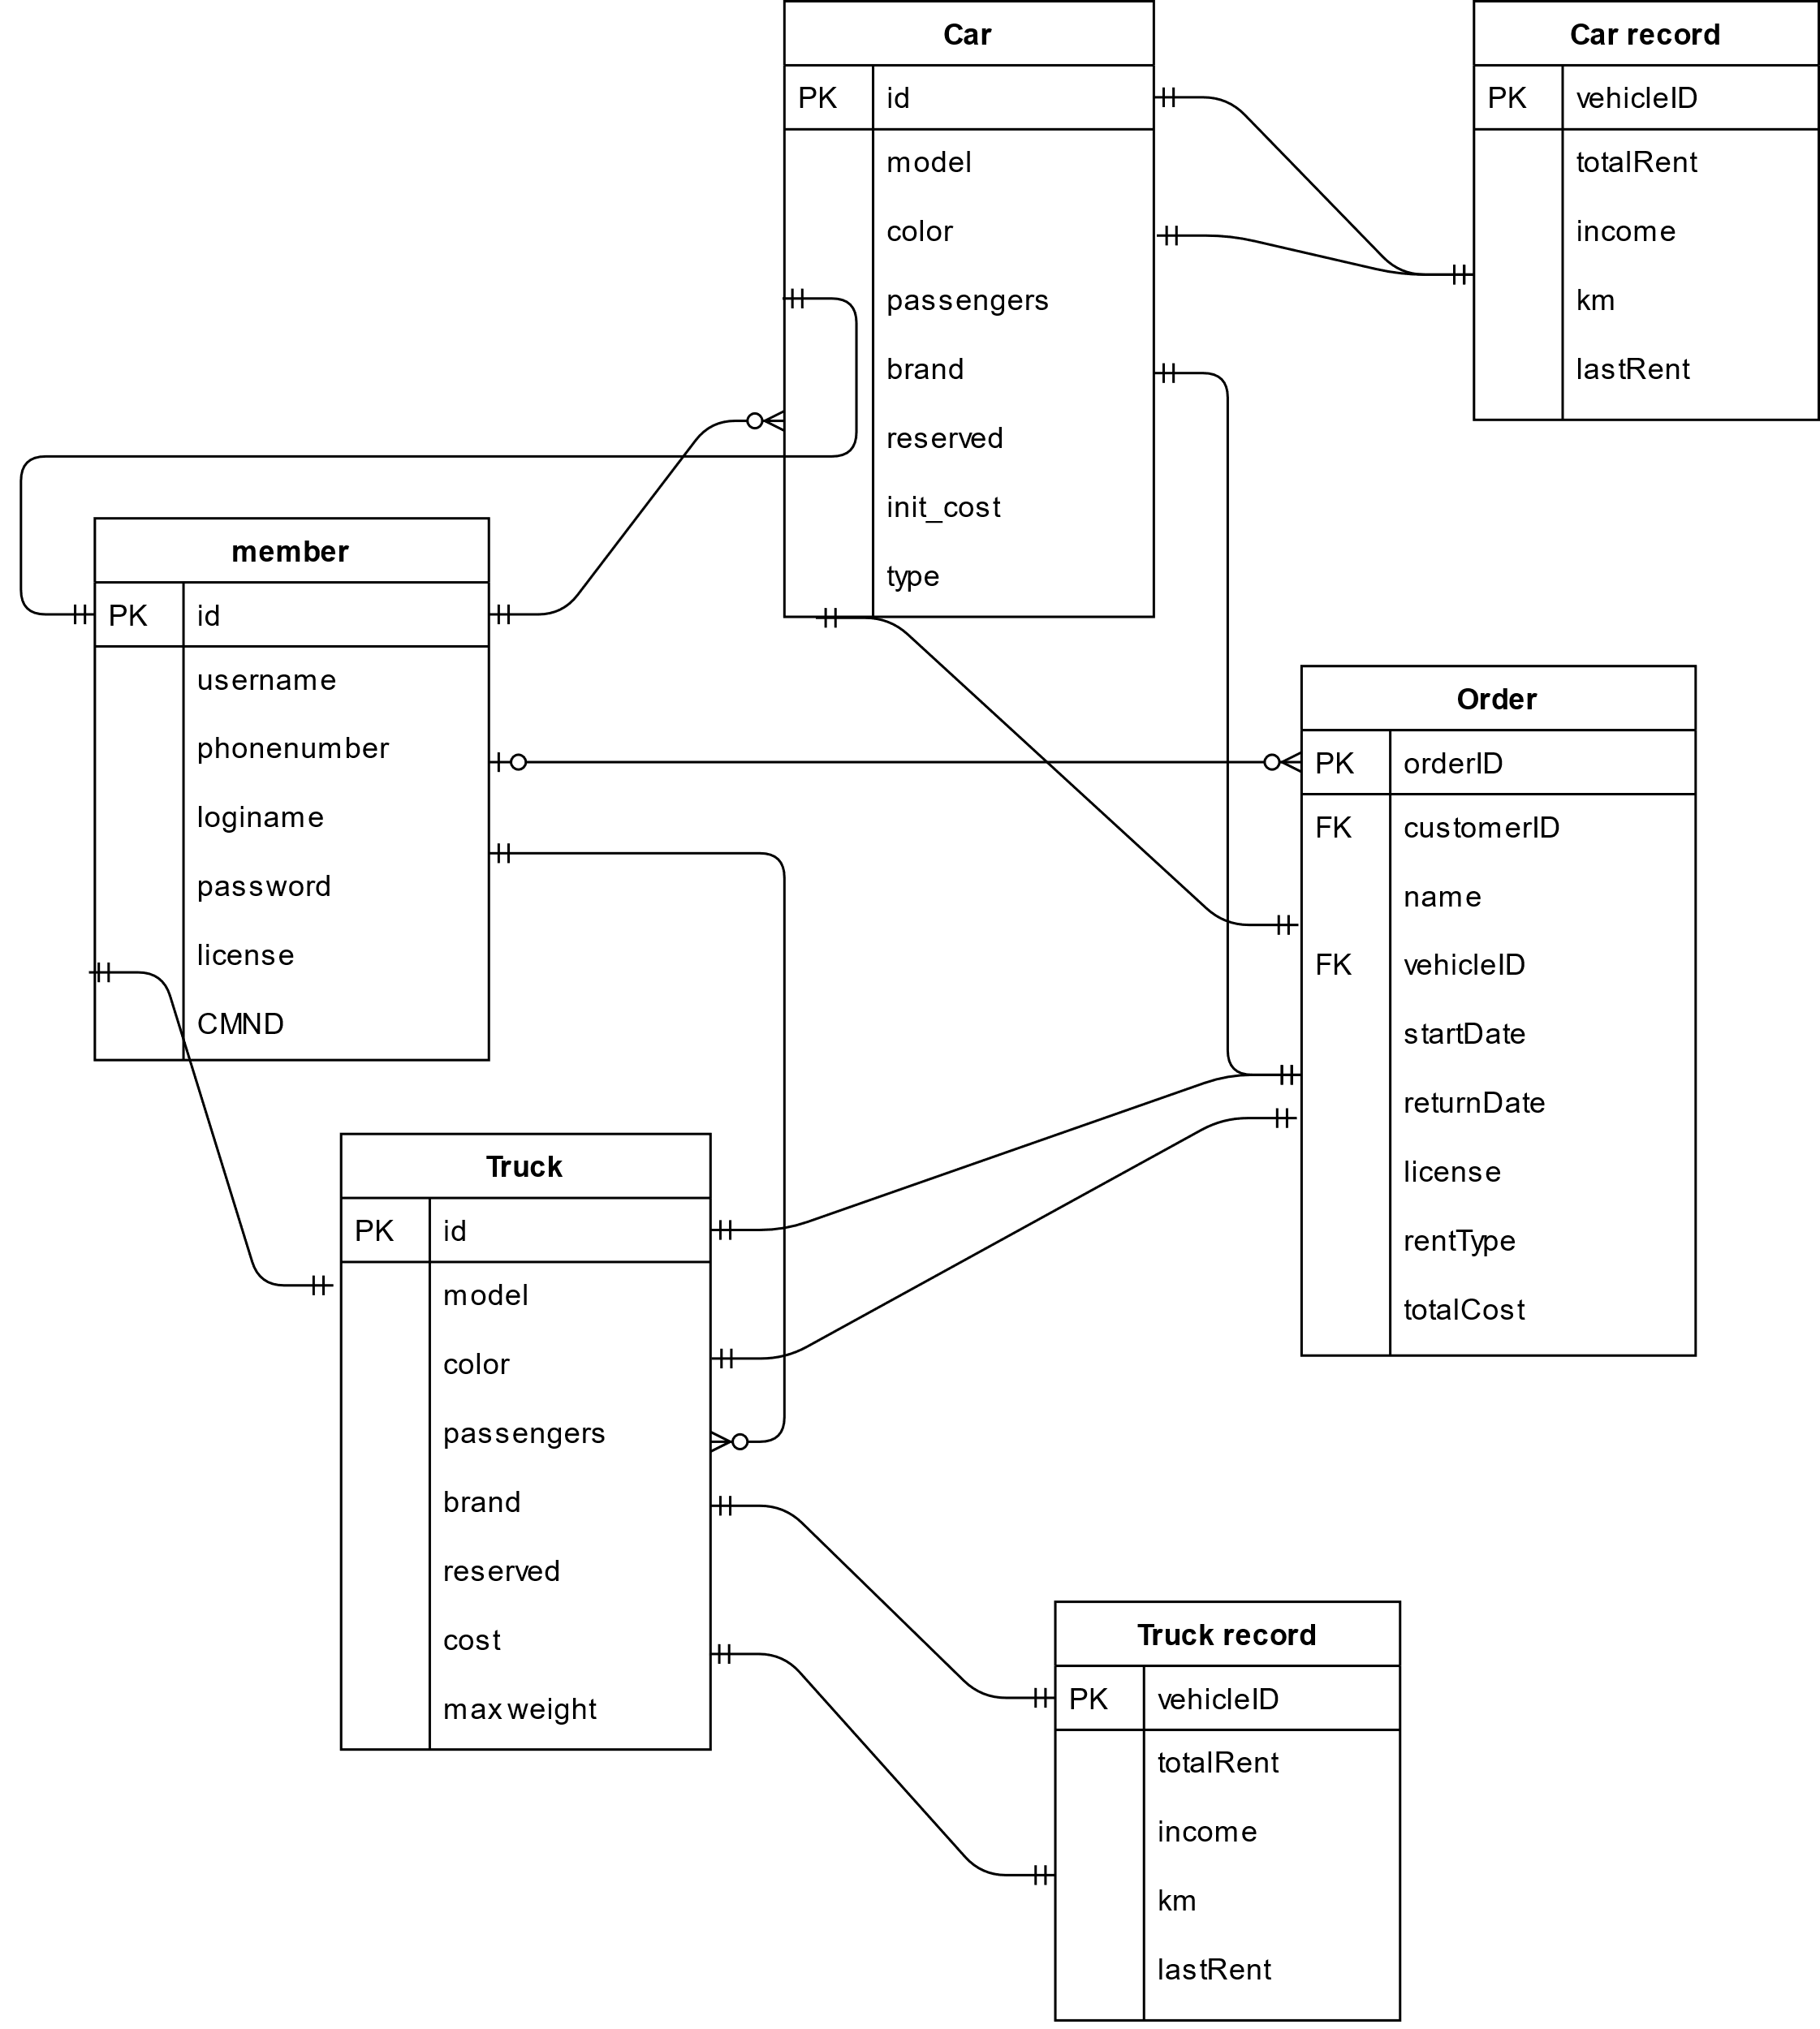 Car
PK id
model
color
passengers
brand
reserved
init_cost
type
Car record
PK vehicleID
totalRent
income
km
lastRent
member
PK id
username
phonenumber
loginame
password
license
CMND
Order
PK orderID
FK customerID
name
FK vehicleID
startDate
returnDate
license
rentType
totalCost
Truck
PK id
model
color
passengers
brand
reserved
cost
maxweight
Truck record
PK vehicleID
totalRent
income
km
lastRent